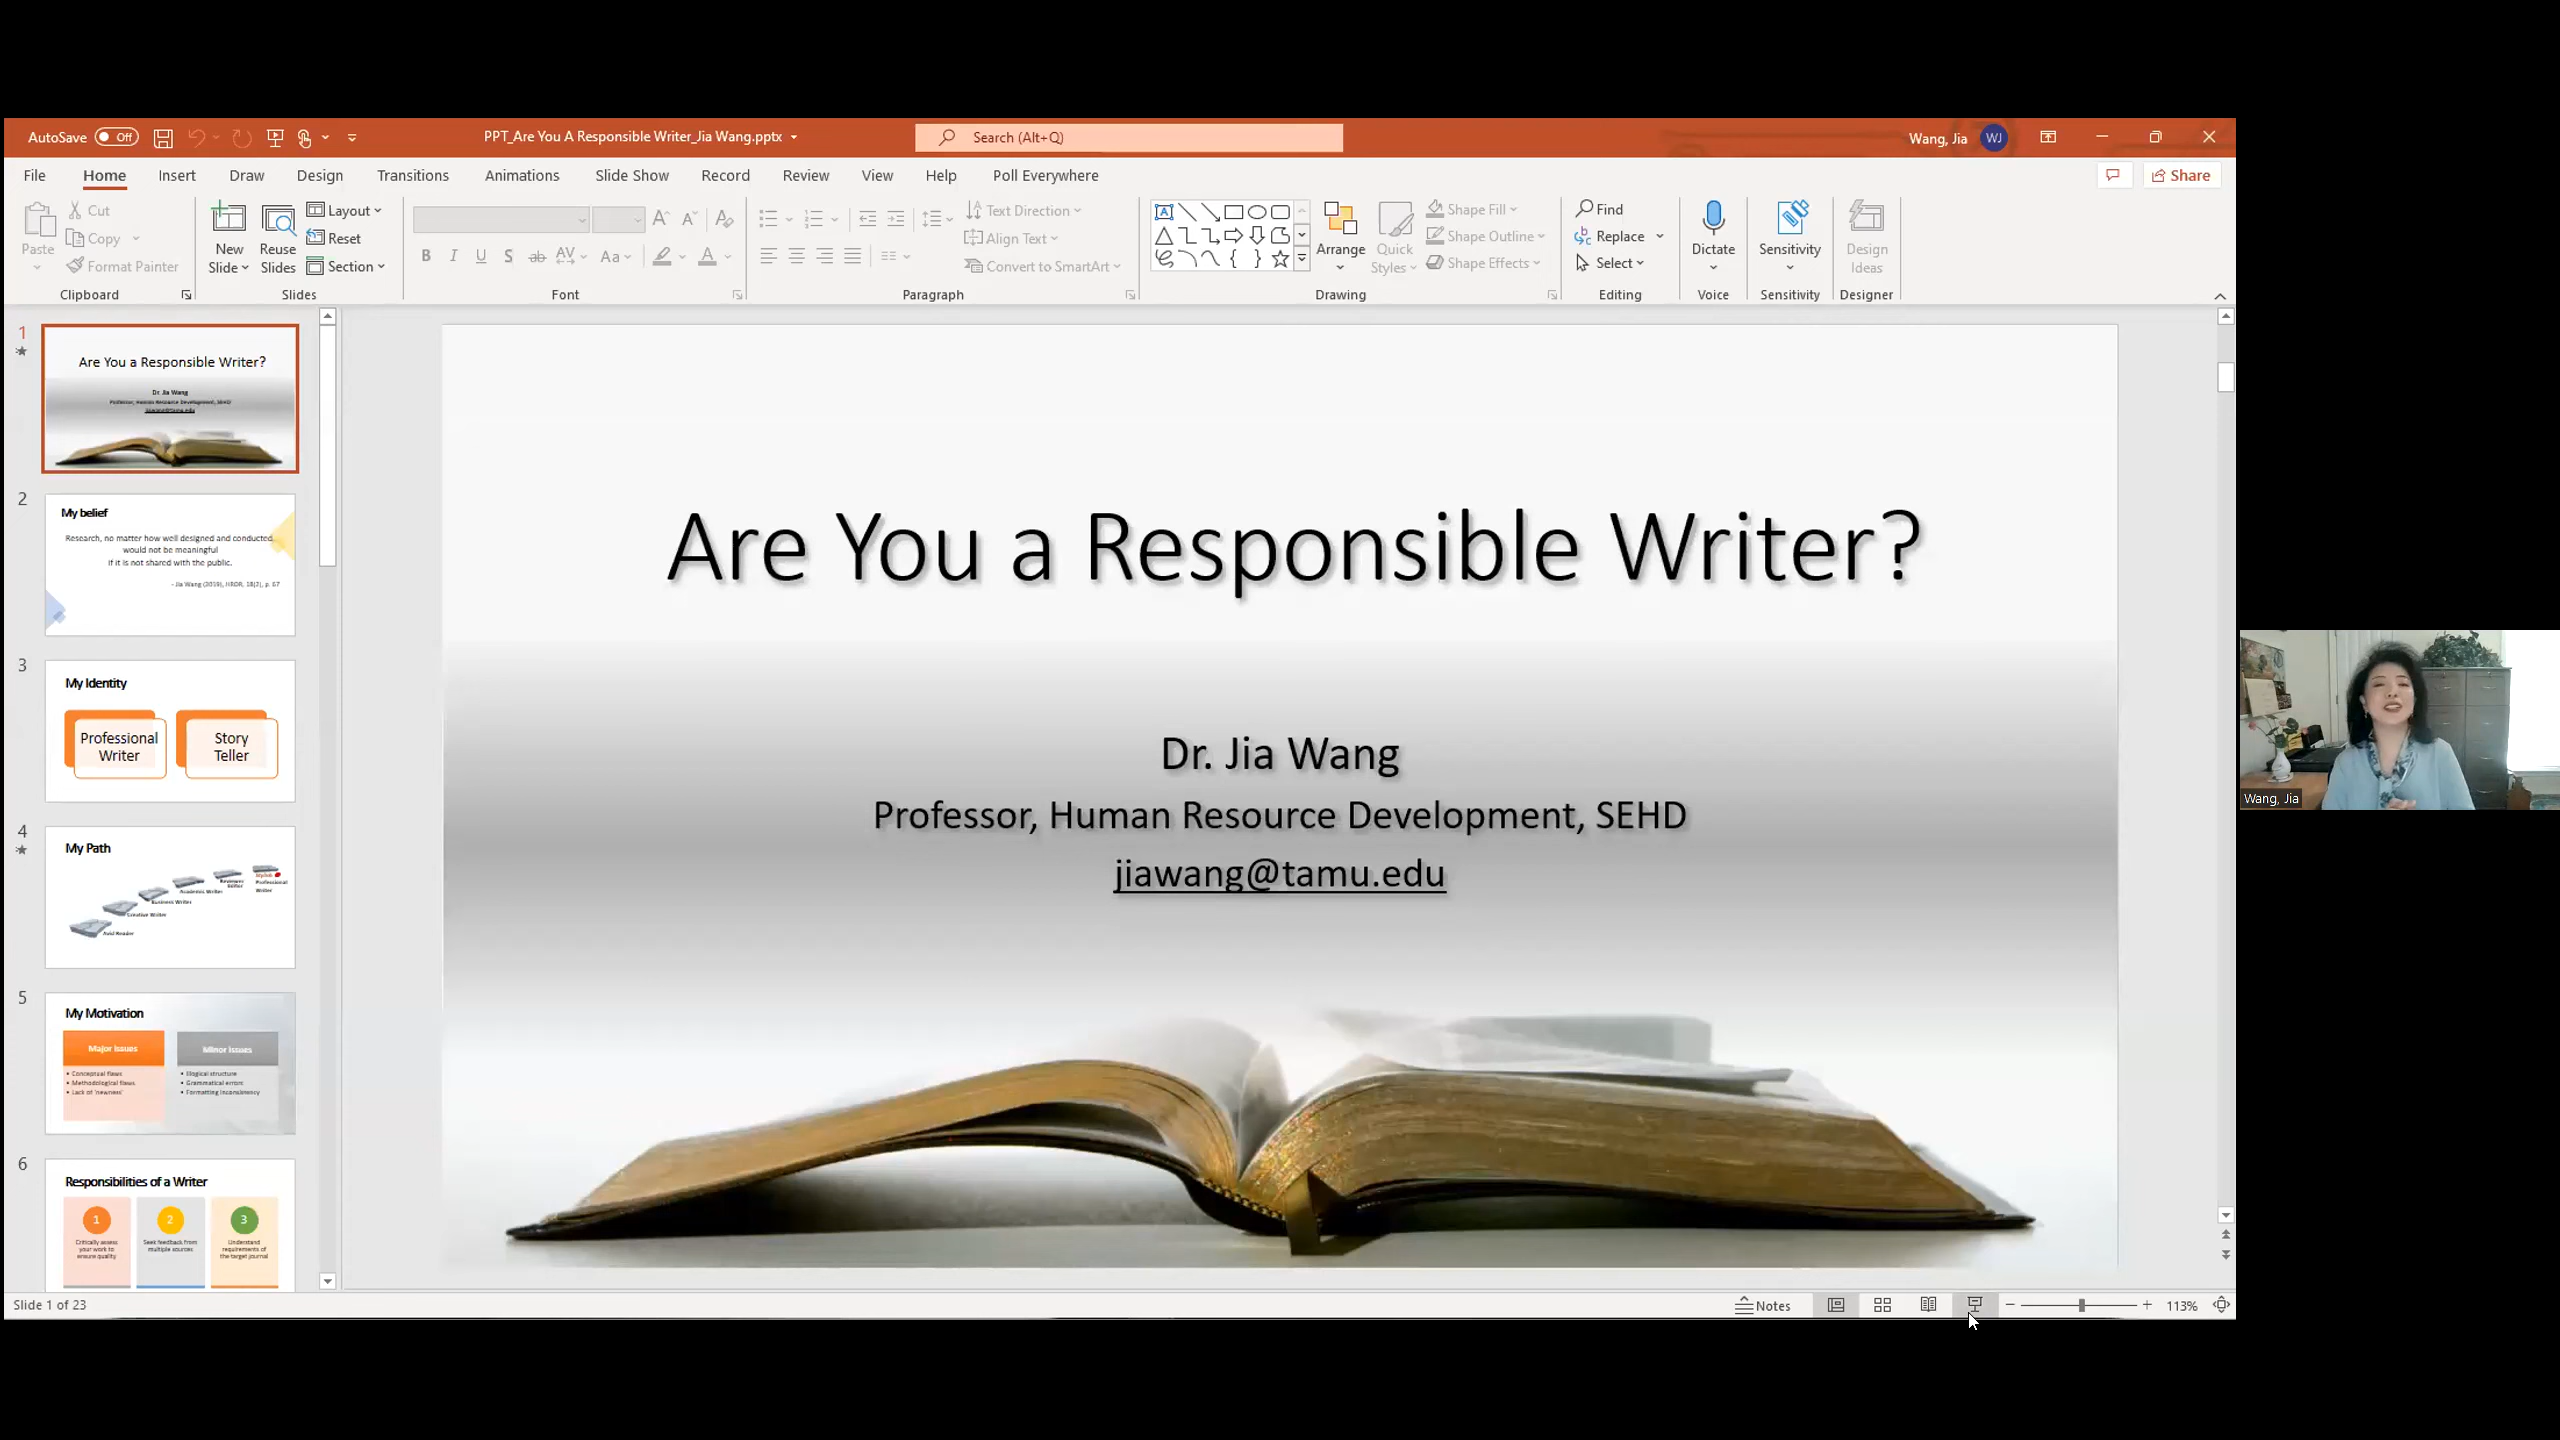 AutoSave Off
PPT_Are You A Responsible Writer_Jia Wang.pptx
Search (Alt+Q)
Wang, Jia WJ
File Home Insert Draw Design Transitions Animations Slide Show Record Review View Help Poll Everywhere
Share
Paste
Cut
Copy
Format Painter
Clipboard
New Slide
Reuse Slides
Layout
Reset
Section
Slides
B I U S ab AV Aa A
Font
Text Direction
Align Text
Convert to SmartArt
Paragraph
Arrange
Quick Styles
Shape Fill
Shape Outline
Shape Effects
Drawing
Find
Replace
Select
Editing
Dictate
Voice
Sensitivity
Sensitivity
Design Ideas
Designer
1
Are You a Responsible Writer?
Dr. Jia Wang
Professor, Human Resource Development, SEHD
jiawang@tamu.edu
2
My belief
Research, no matter how well designed and conducted,
would not be meaningful
if it is not shared with the public.
- Jia Wang (2019), HRDR, 18(2), p. 67
3
My Identity
Professional
Writer
Story
Teller
4
My Path
Avid Reader
Creative Writer
Business Writer
Academic Writer
Reviewer
Editor
Professional
Writer
5
My Motivation
Major issues
• Conceptual flaws
• Methodological flaws
• Lack of 'newness'
Minor issues
• Illogical structure
• Grammatical errors
• Formatting inconsistency
6
Responsibilities of a Writer
1
Critically assess
your work to
ensure quality
2
Seek feedback from
multiple sources
3
Understand
requirements of
the target journal
Are You a Responsible Writer?
Dr. Jia Wang
Professor, Human Resource Development, SEHD
jiawang@tamu.edu
Wang, Jia
Slide 1 of 23
Notes
113%